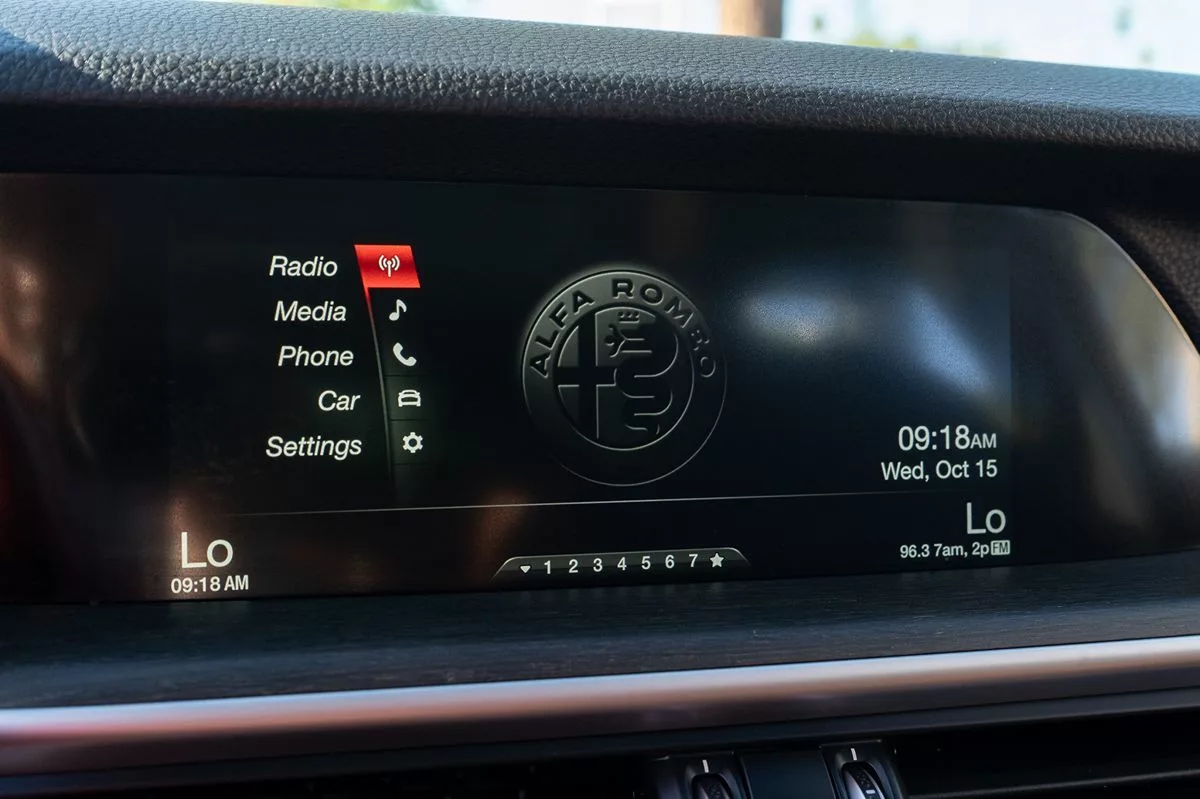 Radio
Media
Phone
Car
Settings
ALFA ROMEO
09:18AM
Wed, Oct 15
Lo
09:18 AM
1 2 3 4 5 6 7
Lo
96.3 7am, 2p FM